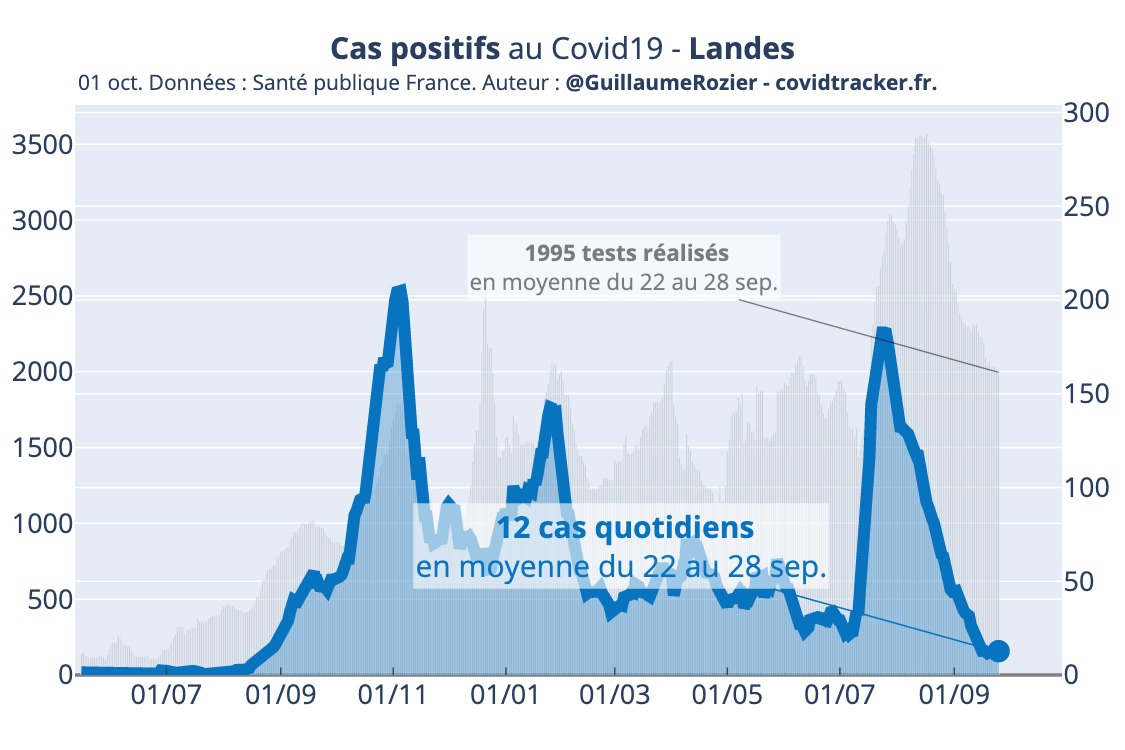 Cas positifs au Covid19 - Landes
01 oct. Données : Santé publique France. Auteur : @GuillaumeRozier - covidtracker.fr.
300
3500
3000
250
1995 tests réalisés
en moyenne du 22 au 28 sep.
2500
200
2000
150
1500
100
1000
12 cas quotidiens
en moyenne du 22 au 28 sep.
500
50
0
0
01/07 01/09 01/11 01/01 01/03 01/05 01/07 01/09